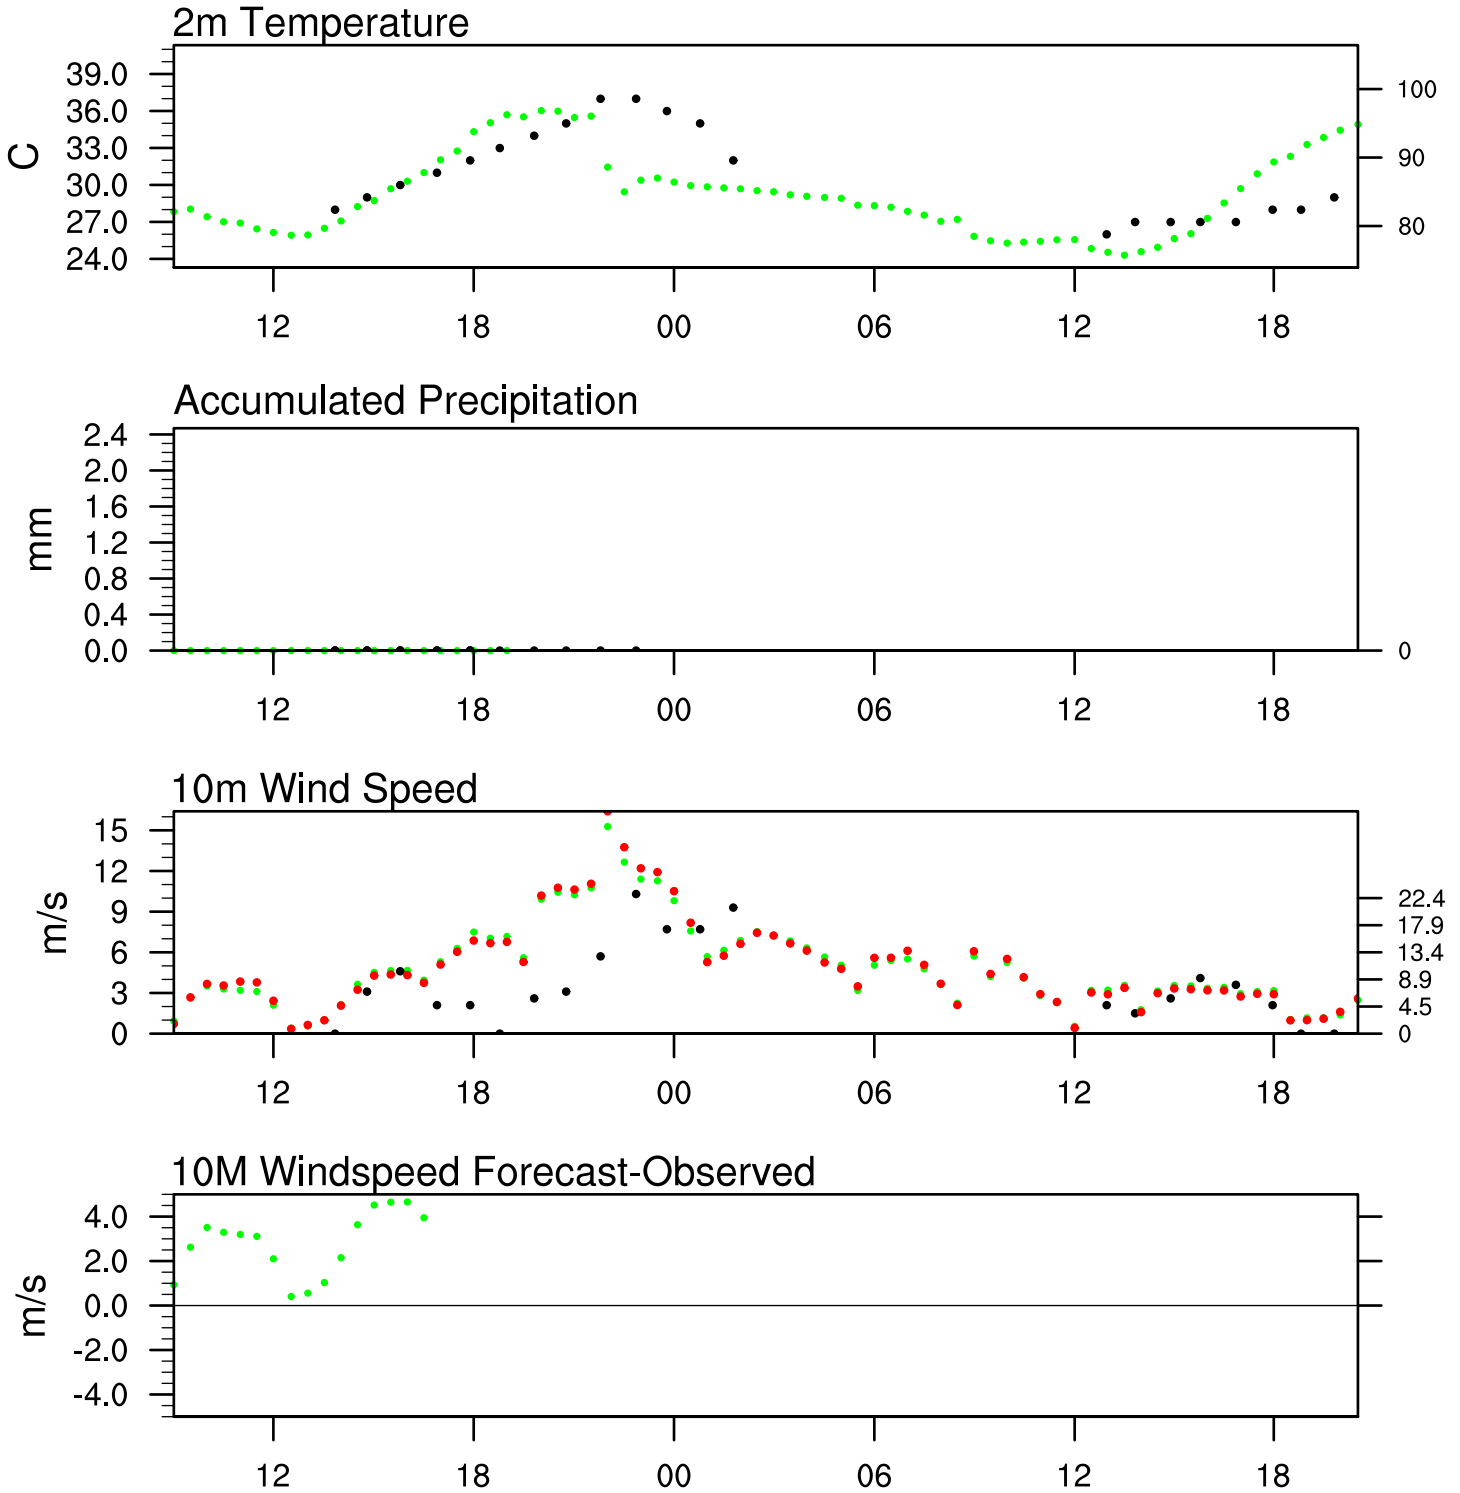 2m Temperature
39.0
36.0
33.0
30.0
27.0
24.0
C
100
90
80
12 18 00 06 12 18
Accumulated Precipitation
2.4
2.0
1.6
1.2
0.8
0.4
0.0
mm
0
12 18 00 06 12 18
10m Wind Speed
15
12
9
6
3
0
m/s
22.4
17.9
13.4
8.9
4.5
0
12 18 00 06 12 18
10M Windspeed Forecast-Observed
4.0
2.0
0.0
-2.0
-4.0
m/s
12 18 00 06 12 18